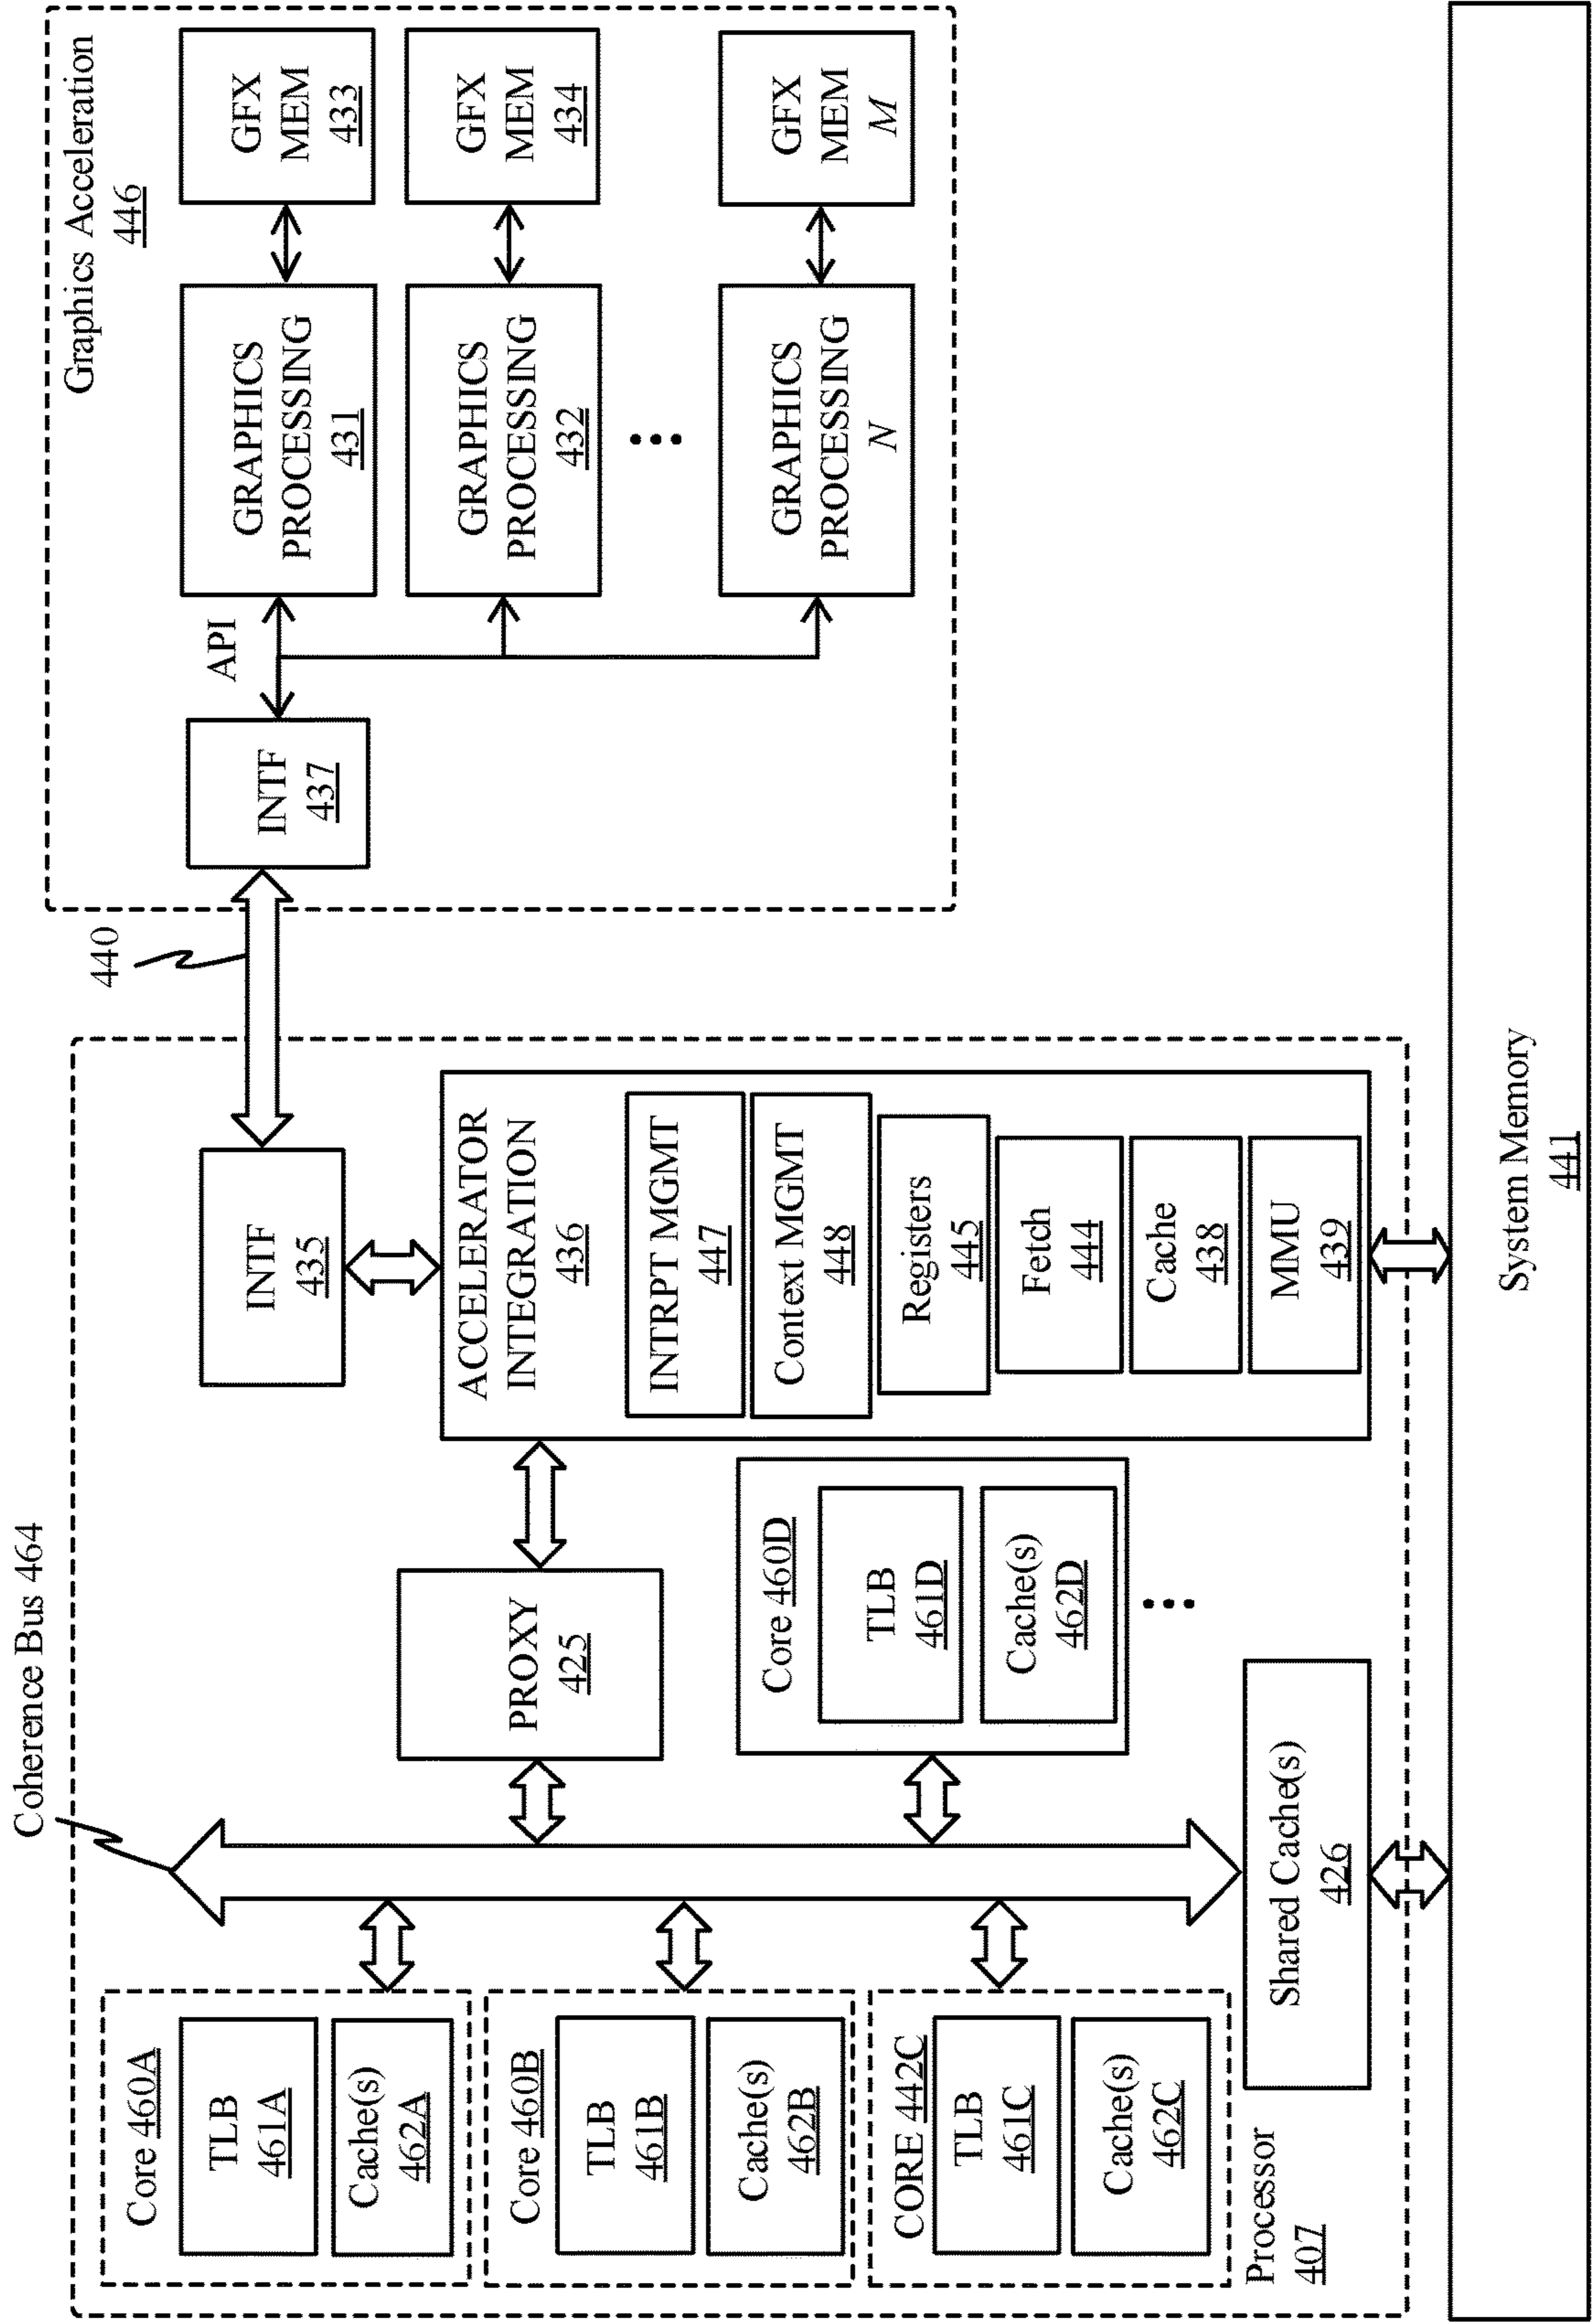 Processor
407
Core 460A
TLB
461A
Cache(s)
462A
Core 460B
TLB
461B
Cache(s)
462B
CORE 442C
TLB
461C
Cache(s)
462C
Coherence Bus 464
Shared Cache(s)
426
PROXY
425
Core 460D
TLB
461D
Cache(s)
462D
...
INTF
435
ACCELERATOR
INTEGRATION
436
INTRPT MGMT
447
Context MGMT
448
Registers
445
Fetch
444
Cache
438
MMU
439
440
Graphics Acceleration
446
INTF
437
API
GRAPHICS
PROCESSING
431
GFX
MEM
433
GRAPHICS
PROCESSING
432
GFX
MEM
434
...
GRAPHICS
PROCESSING
N
GFX
MEM
M
System Memory
441